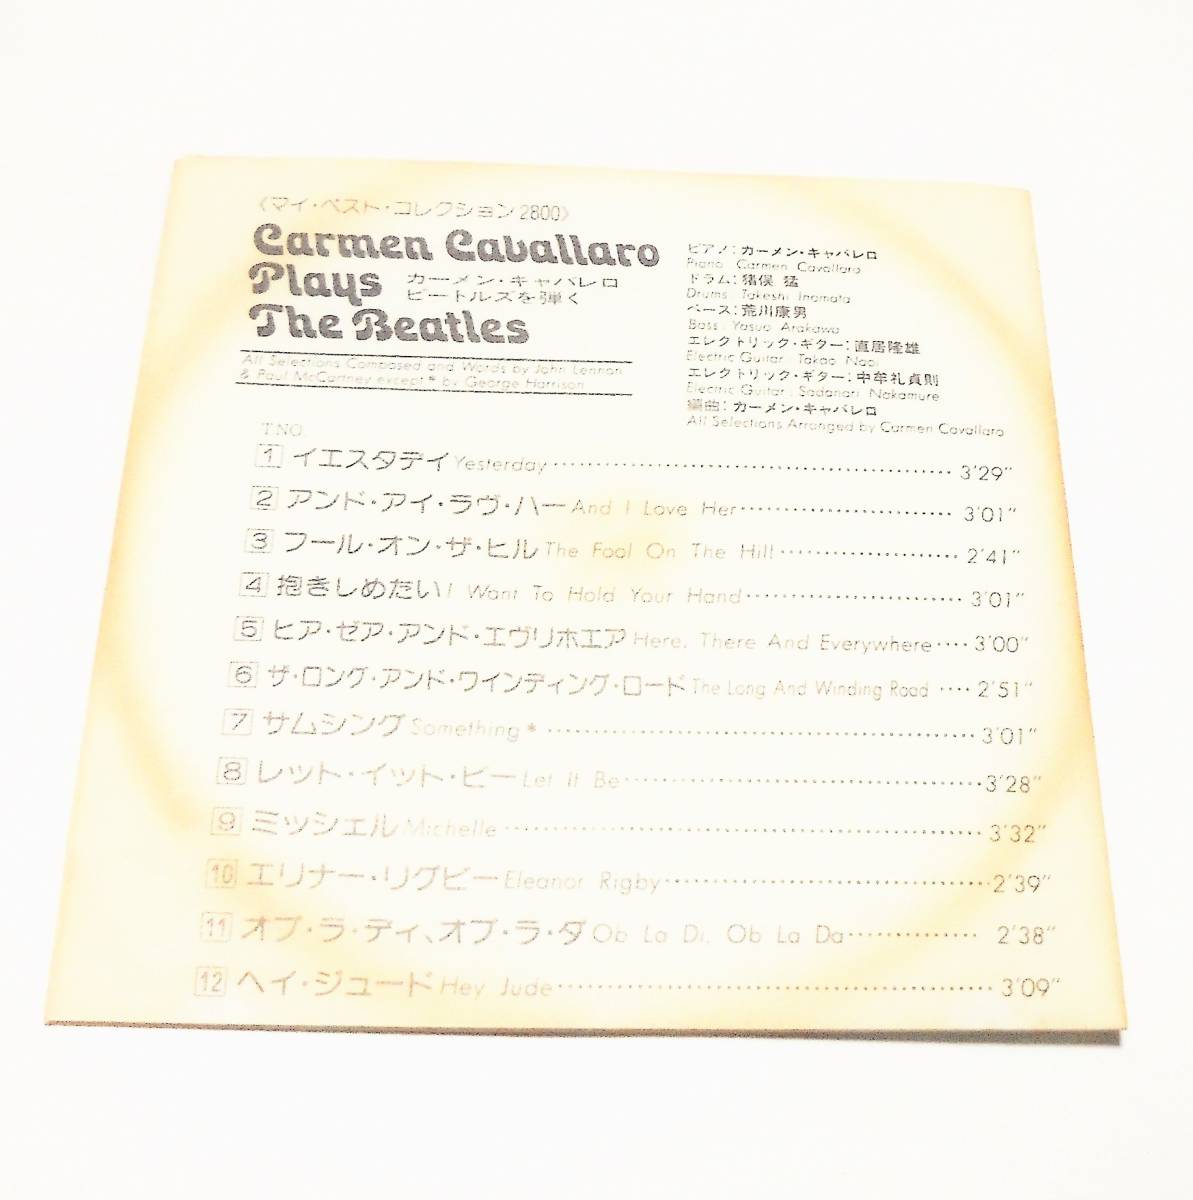 〈マイ・ベスト・コレクション2800〉
Carmen Cavallaro
Plays
The Beatles
カーメン・キャバレロ
ビートルズを弾く
All Selections Composed and Words by John Lennon
& Paul McCartney except * by George Harrison
ピアノ：カーメン・キャバレロ
Piano : Carmen Cavallaro
ドラム：猪俣 猛
Drums : Takeshi Inomata
ベース：荒川康男
Bass : Yasuo Arakawa
エレクトリック・ギター：直居隆雄
Electric Guitar : Takao Naoi
エレクトリック・ギター：中牟礼貞則
Electric Guitar : Sadanori Nakamure
編曲：カーメン・キャバレロ
All Selections Arranged by Carmen Cavallaro
T.NO.
1 イエスタデイ Yesterday 3'29"
2 アンド・アイ・ラヴ・ハー And I Love Her 3'01"
3 フール・オン・ザ・ヒル The Fool On The Hill 2'41"
4 抱きしめたい I Want To Hold Your Hand 3'01"
5 ヒア・ゼア・アンド・エヴリホエア Here, There And Everywhere 3'00"
6 ザ・ロング・アンド・ワインディング・ロード The Long And Winding Road 2'51"
7 サムシング Something * 3'01"
8 レット・イット・ビー Let It Be 3'28"
9 ミッシェル Michelle 3'32"
10 エリナー・リグビー Eleanor Rigby 2'39"
11 オブ・ラ・ディ、オブ・ラ・ダ Ob La Di, Ob La Da 2'38"
12 ヘイ・ジュード Hey Jude 3'09"